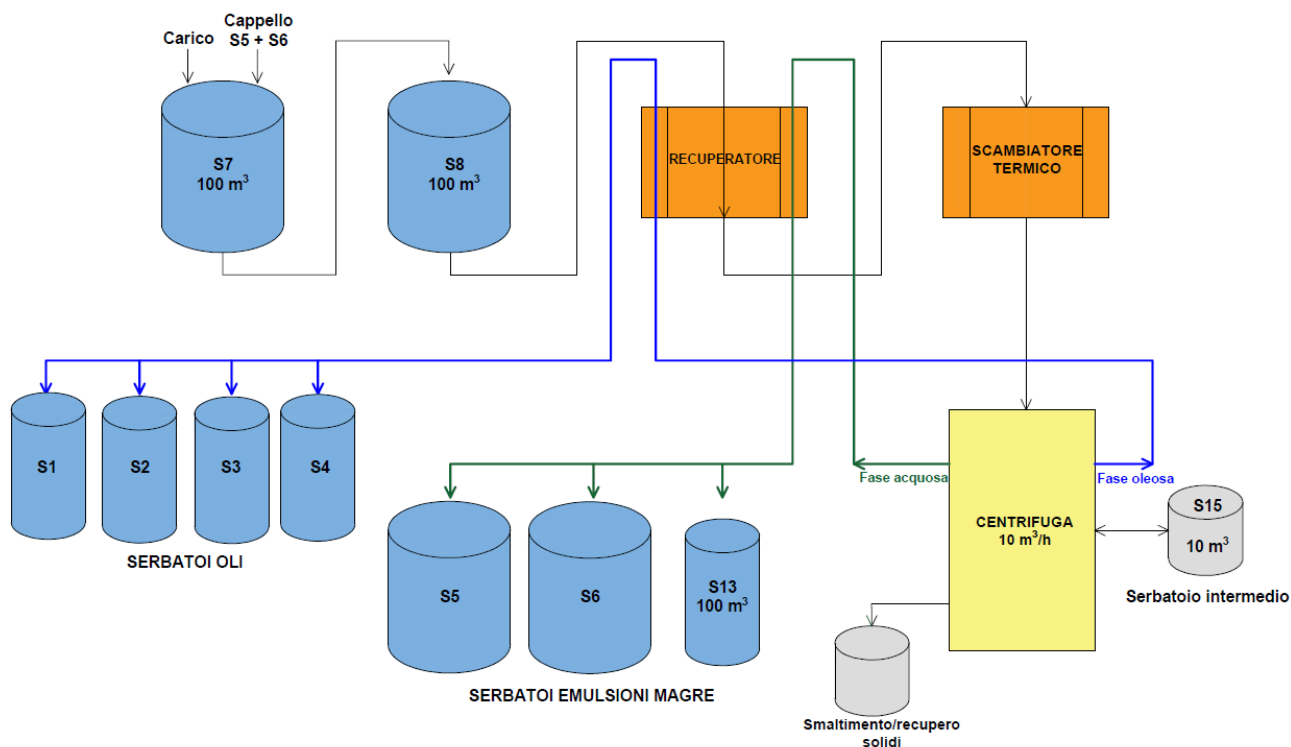 Carico
Cappello
S5 + S6
S7
100 m³
S8
100 m³
RECUPERATORE
SCAMBIATORE
TERMICO
S1
S2
S3
S4
SERBATOI OLI
Fase acquosa
Fase oleosa
CENTRIFUGA
10 m³/h
S15
10 m³
Serbatoio intermedio
S5
S6
S13
100 m³
SERBATOI EMULSIONI MAGRE
Smaltimento/recupero
solidi